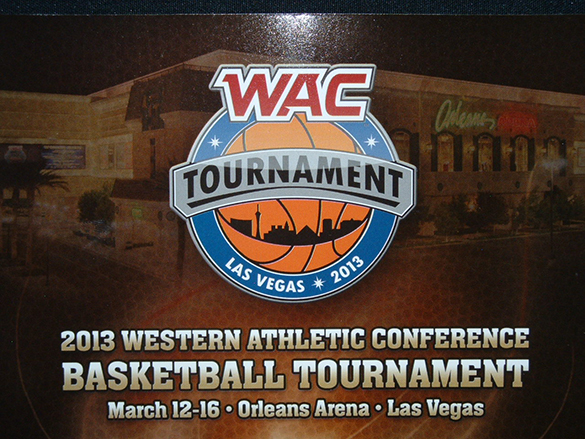 WAC
Orleans Arena
TOURNAMENT
LAS VEGAS * 2013
2013 WESTERN ATHLETIC CONFERENCE
BASKETBALL TOURNAMENT
March 12-16 • Orleans Arena • Las Vegas